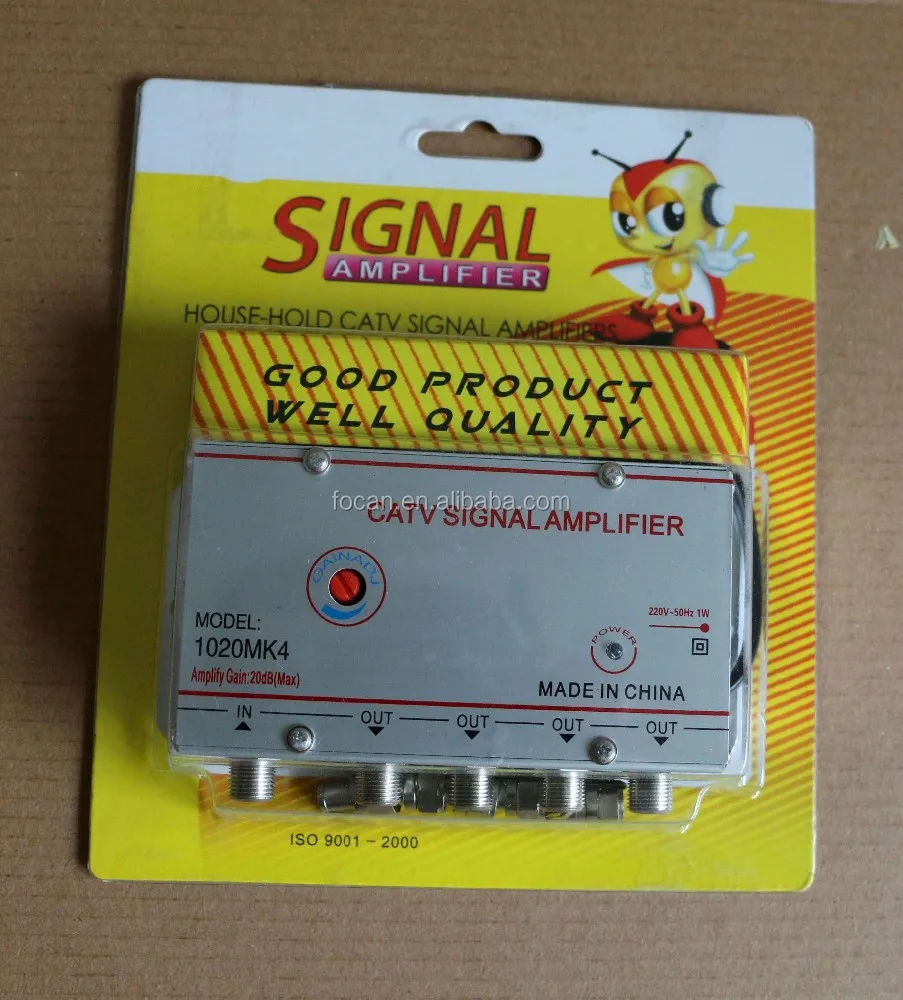 SIGNAL
AMPLIFIER
HOUSE-HOLD CATV SIGNAL AMPLIFIERS
GOOD PRODUCT
WELL QUALITY
focan.en.alibaba.com
CATV SIGNAL AMPLIFIER
GAINADJ
MODEL:
1020MK4
Amplify Gain:20dB(Max)
220V~50Hz 1W
POWER
MADE IN CHINA
IN OUT OUT OUT OUT
ISO 9001 – 2000